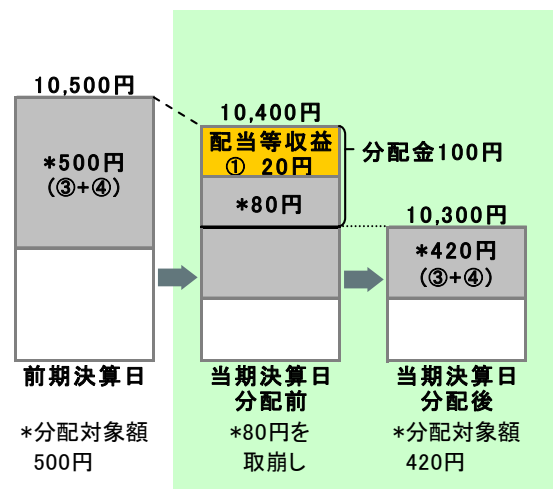 10,500円
*500円
(③+④)
前期決算日
*分配対象額
500円
10,400円
配当等収益
① 20円
*80円
分配金100円
当期決算日
分配前
*80円を
取崩し
10,300円
*420円
(③+④)
当期決算日
分配後
*分配対象額
420円